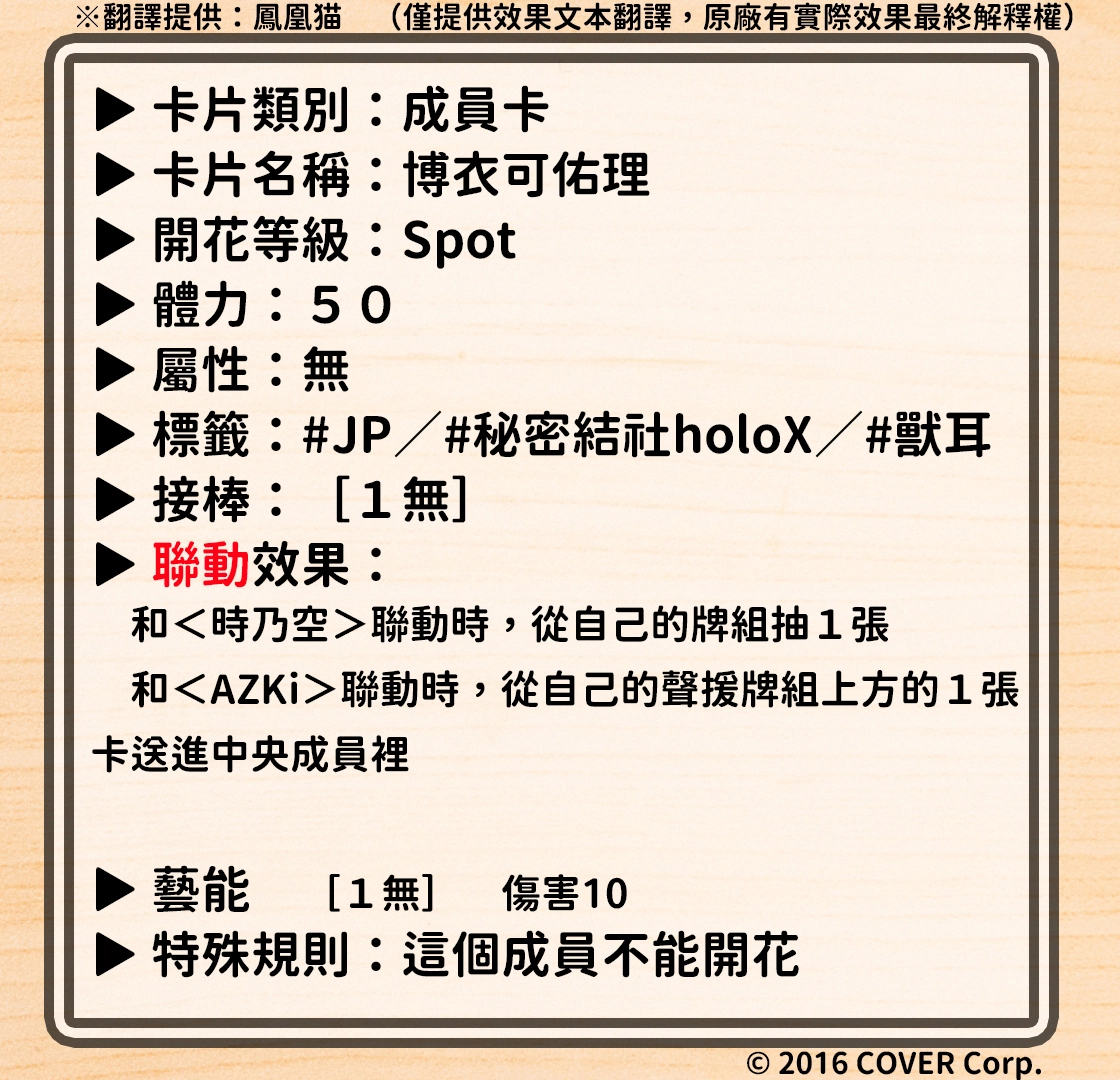 ※翻譯提供：鳳凰猫　（僅提供效果文本翻譯，原廠有實際效果最終解釋權）
▶ 卡片類別：成員卡
▶ 卡片名稱：博衣可佑理
▶ 開花等級：Spot
▶ 體力：５０
▶ 屬性：無
▶ 標籤：#JP／#秘密結社holoX／#獸耳
▶ 接棒：［１無］
▶ 聯動效果：
和＜時乃空＞聯動時，從自己的牌組抽１張
和＜AZKi＞聯動時，從自己的聲援牌組上方的１張
卡送進中央成員裡
▶ 藝能　［１無］　傷害10
▶ 特殊規則：這個成員不能開花
© 2016 COVER Corp.